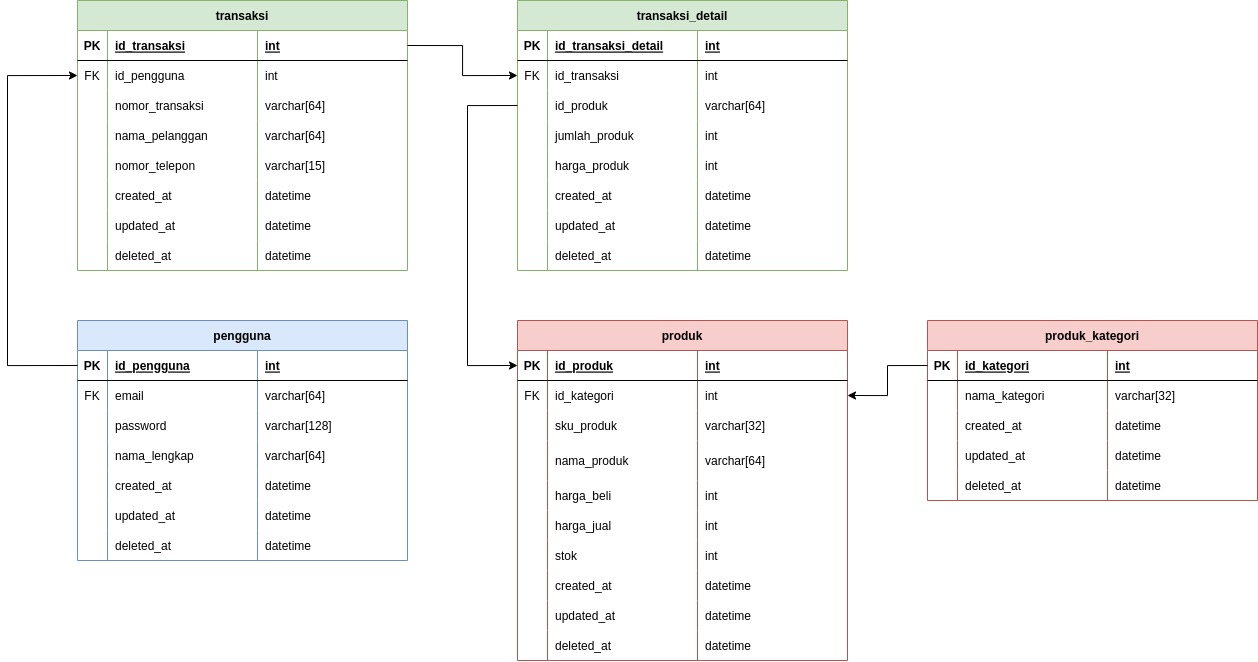 transaksi
PK id_transaksi int
FK id_pengguna int
nomor_transaksi varchar[64]
nama_pelanggan varchar[64]
nomor_telepon varchar[15]
created_at datetime
updated_at datetime
deleted_at datetime
transaksi_detail
PK id_transaksi_detail int
FK id_transaksi int
id_produk varchar[64]
jumlah_produk int
harga_produk int
created_at datetime
updated_at datetime
deleted_at datetime
pengguna
PK id_pengguna int
FK email varchar[64]
password varchar[128]
nama_lengkap varchar[64]
created_at datetime
updated_at datetime
deleted_at datetime
produk
PK id_produk int
FK id_kategori int
sku_produk varchar[32]
nama_produk varchar[64]
harga_beli int
harga_jual int
stok int
created_at datetime
updated_at datetime
deleted_at datetime
produk_kategori
PK id_kategori int
nama_kategori varchar[32]
created_at datetime
updated_at datetime
deleted_at datetime